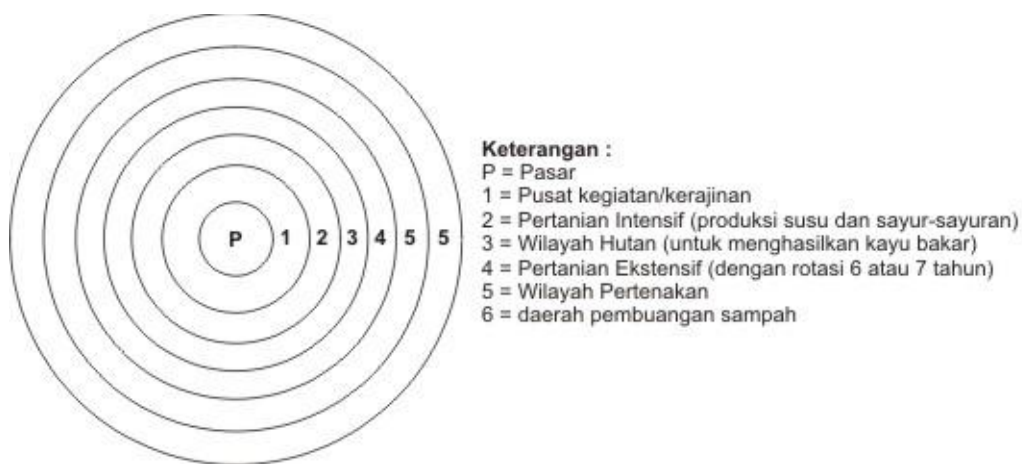 P 1 2 3 4 5 5
Keterangan :
P = Pasar
1 = Pusat kegiatan/kerajinan
2 = Pertanian Intensif (produksi susu dan sayur-sayuran)
3 = Wilayah Hutan (untuk menghasilkan kayu bakar)
4 = Pertanian Ekstensif (dengan rotasi 6 atau 7 tahun)
5 = Wilayah Pertenakan
6 = daerah pembuangan sampah